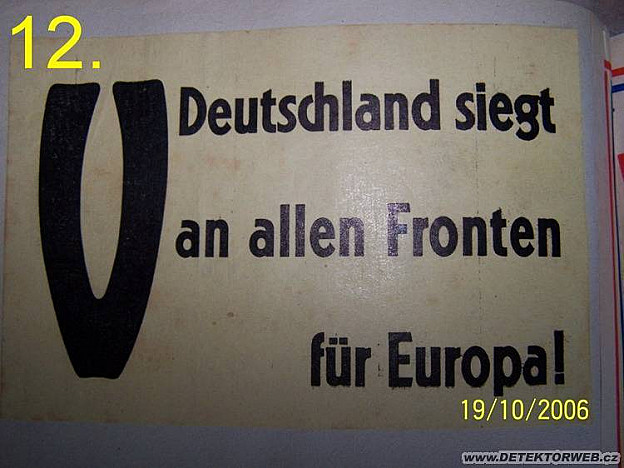 12.
V Deutschland siegt
an allen Fronten
für Europa!
19/10/2006
www.DETEKTORWEB.cz